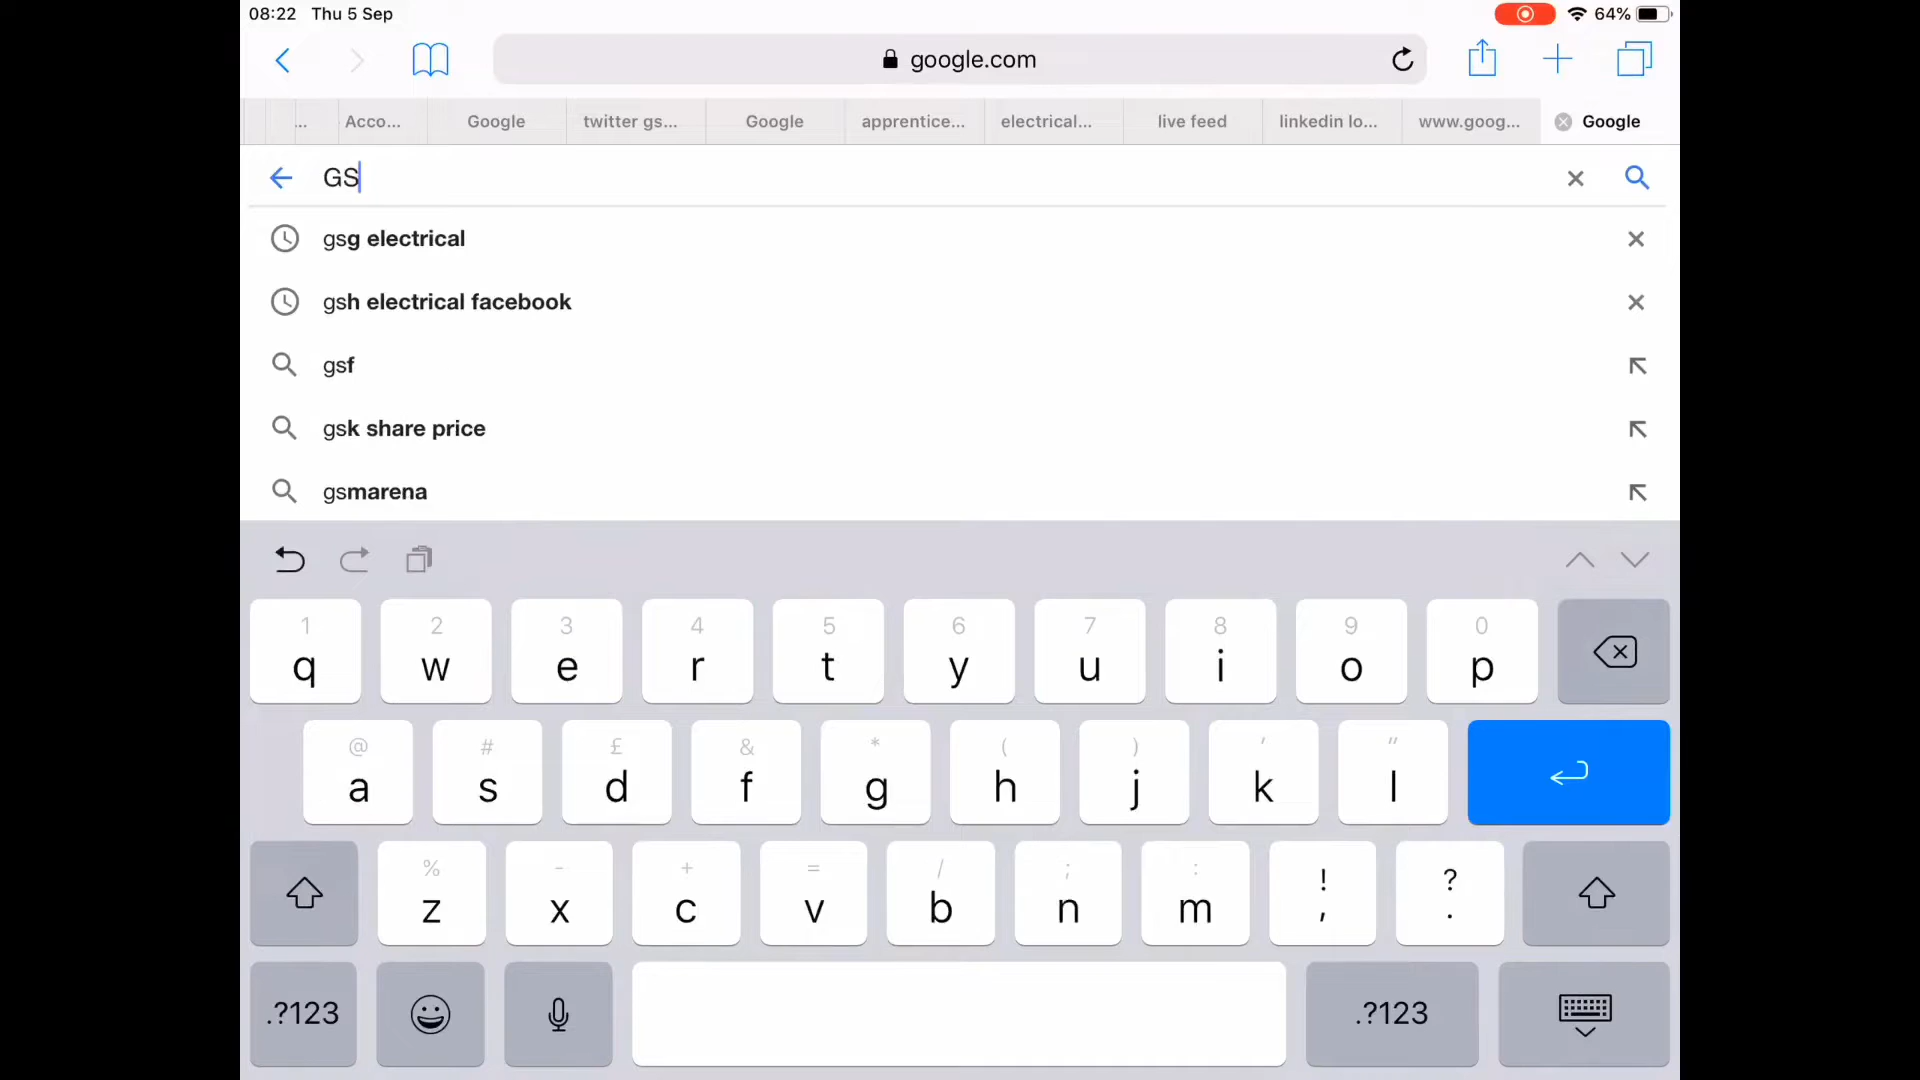 08:22 Thu 5 Sep 64%
google.com
... Acco... Google twitter gs... Google apprentice... electrical... live feed linkedin lo... www.goog... Google
GS
gsg electrical
gsh electrical facebook
gsf
gsk share price
gsmarena
1 2 3 4 5 6 7 8 9 0
q w e r t y u i o p
@ # £ & * ( ) ' "
a s d f g h j k l
% - + = / ; : ! ?
z x c v b n m , .
.?123 .?123